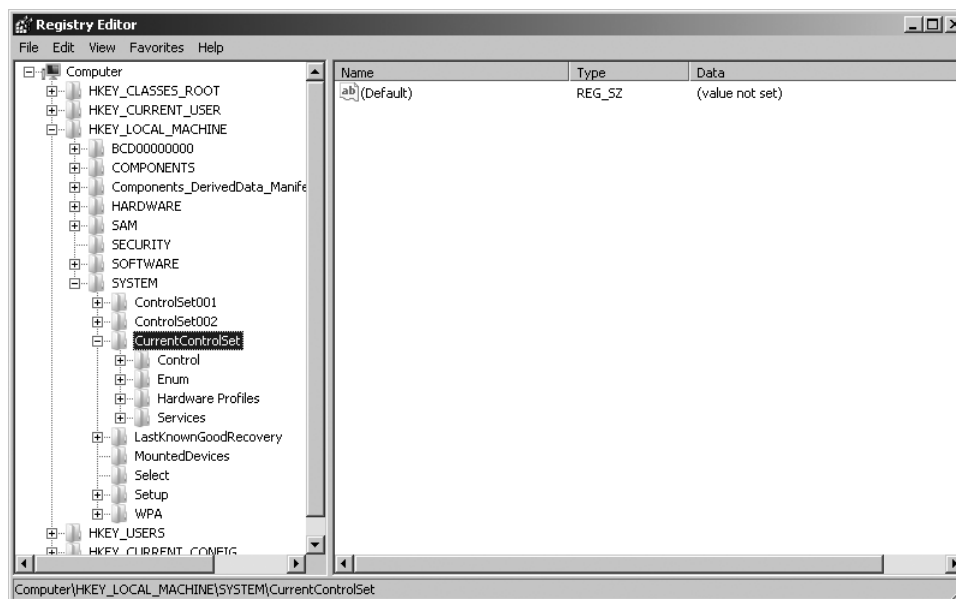 Registry Editor
File Edit View Favorites Help
Computer
HKEY_CLASSES_ROOT
HKEY_CURRENT_USER
HKEY_LOCAL_MACHINE
BCD00000000
COMPONENTS
Components_DerivedData_Manife
HARDWARE
SAM
SECURITY
SOFTWARE
SYSTEM
ControlSet001
ControlSet002
CurrentControlSet
Control
Enum
Hardware Profiles
Services
LastKnownGoodRecovery
MountedDevices
Select
Setup
WPA
HKEY_USERS
HKEY_CURRENT_CONFIG
Name Type Data
ab (Default) REG_SZ (value not set)
Computer\HKEY_LOCAL_MACHINE\SYSTEM\CurrentControlSet